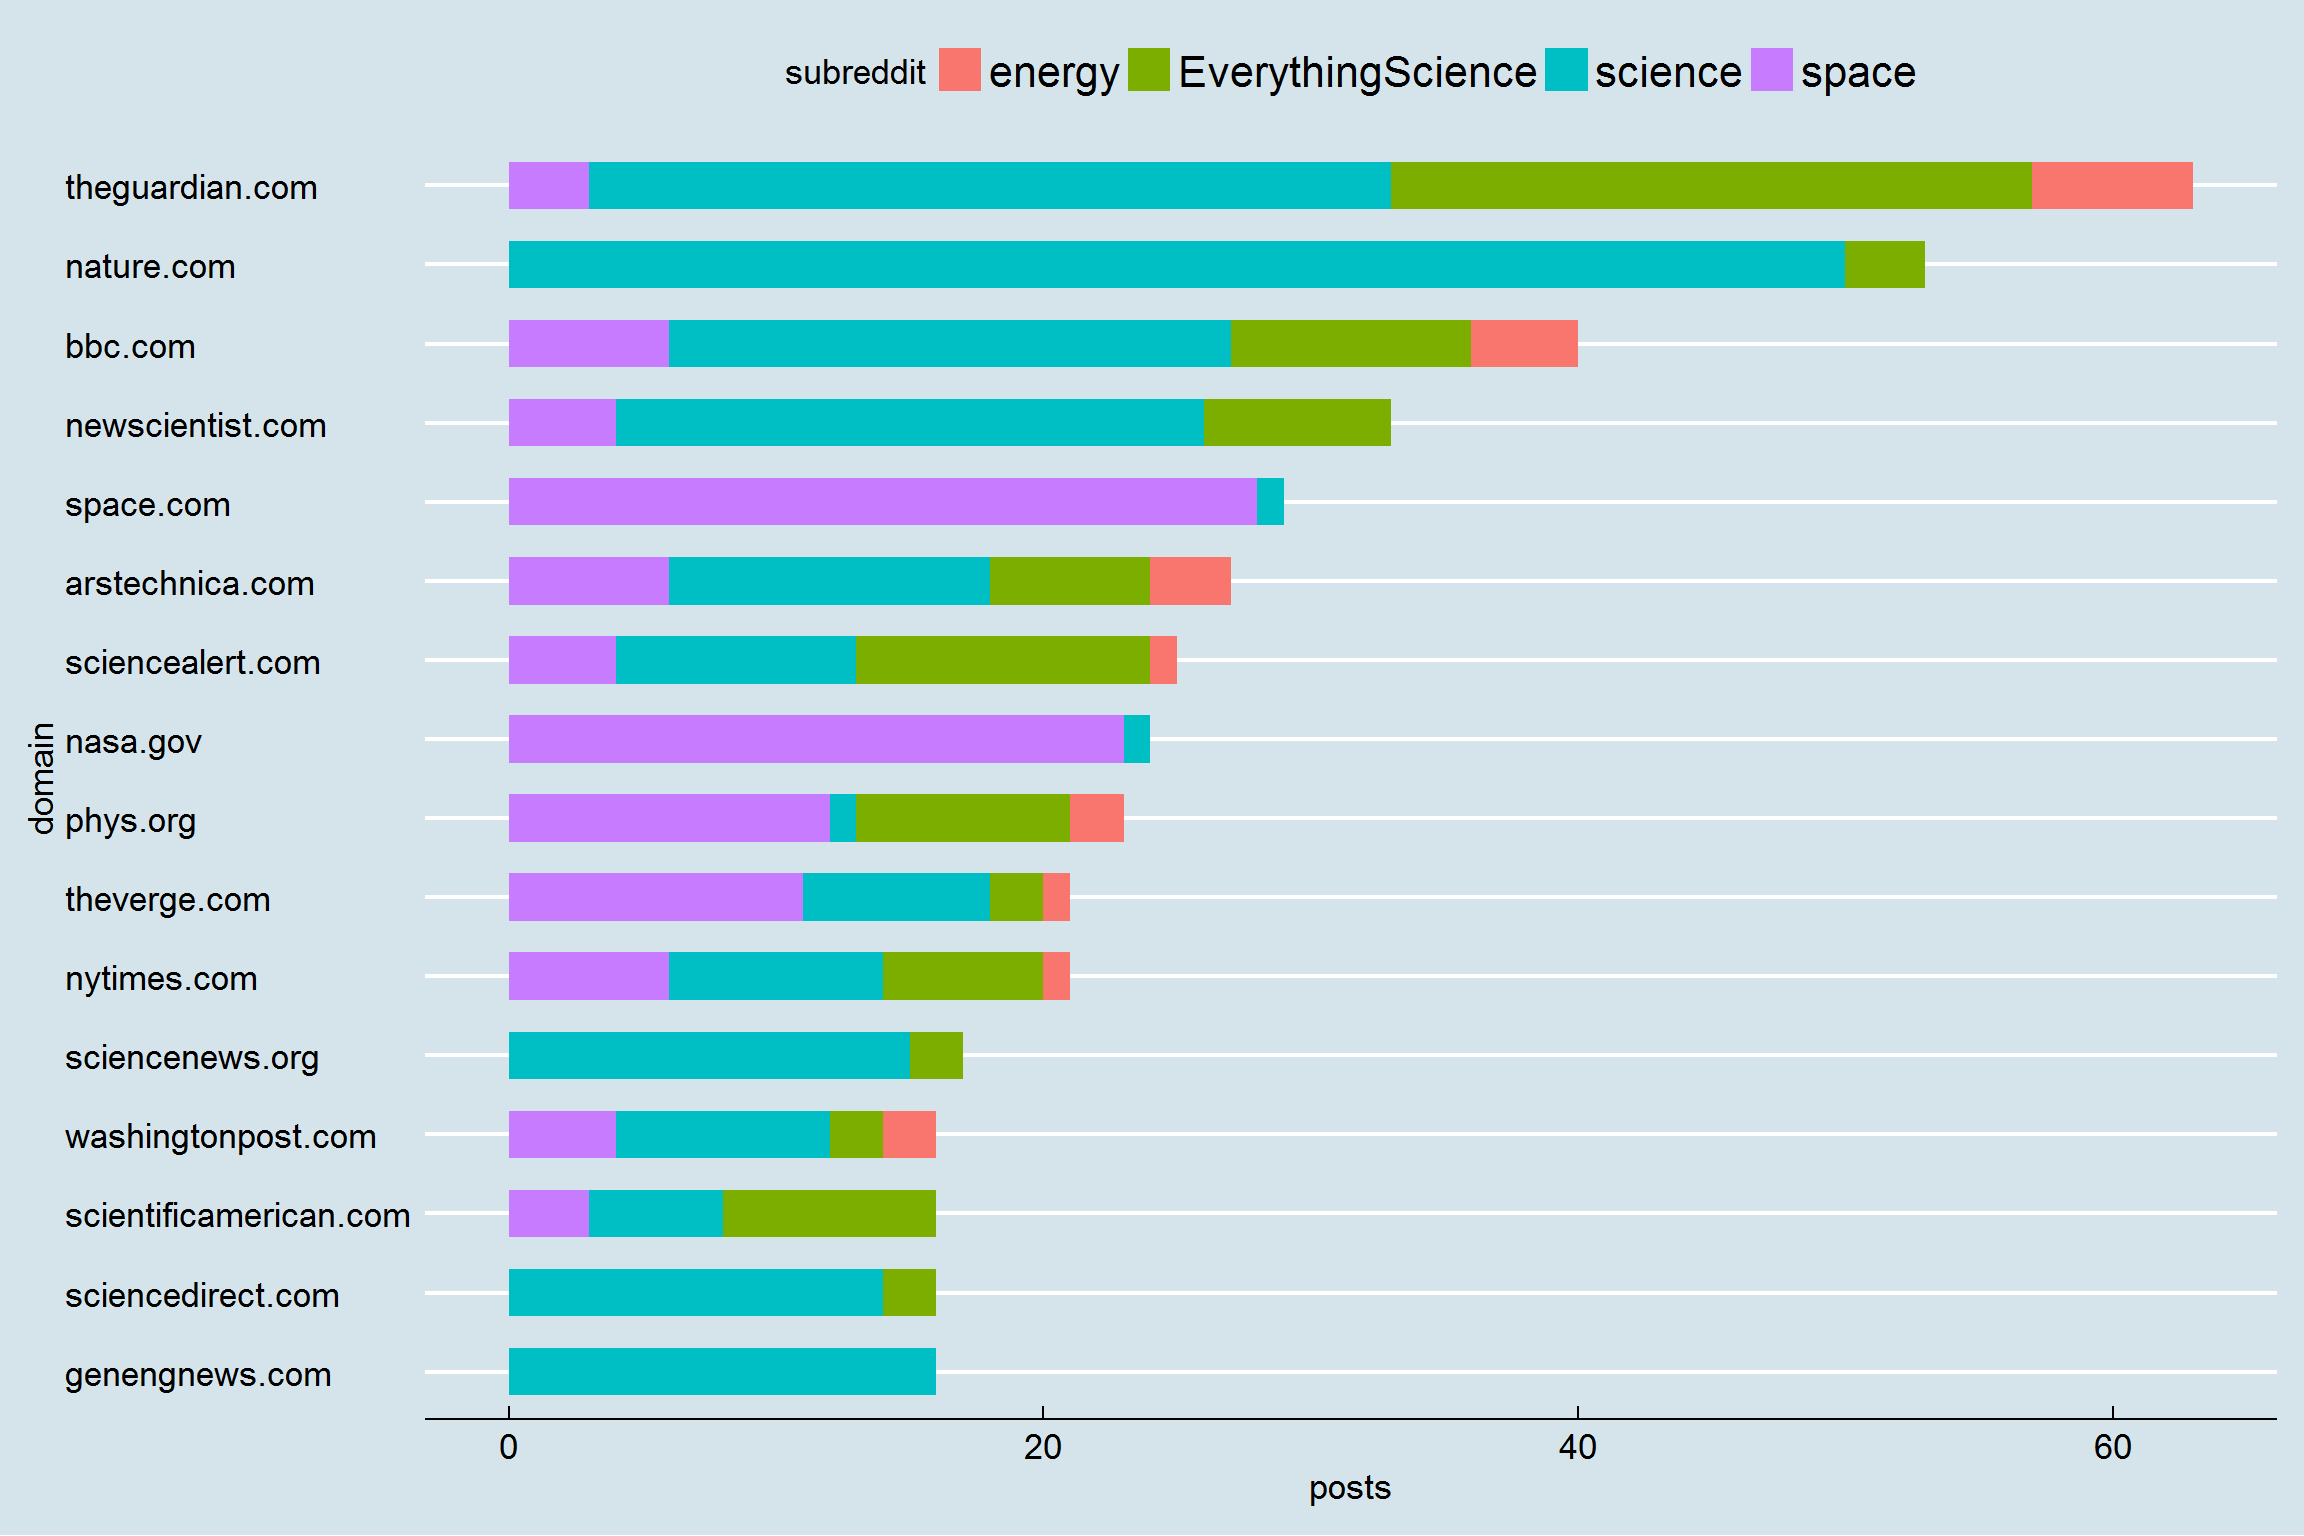 subreddit energy EverythingScience science space
theguardian.com
nature.com
bbc.com
newscientist.com
space.com
arstechnica.com
sciencealert.com
nasa.gov
domain
phys.org
theverge.com
nytimes.com
sciencenews.org
washingtonpost.com
scientificamerican.com
sciencedirect.com
genengnews.com
0 20 40 60
posts